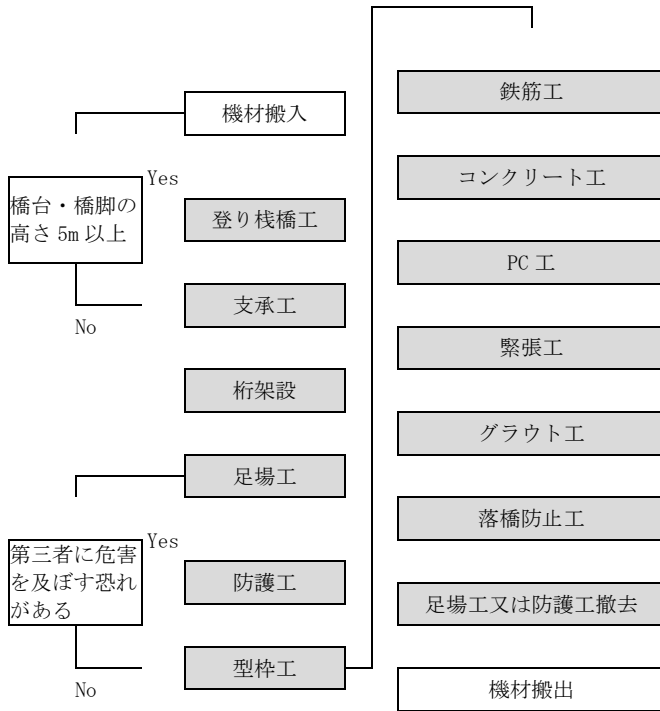 機材搬入
Yes
橋台・橋脚の
高さ 5m 以上
No
登り桟橋工
支承工
桁架設
足場工
Yes
第三者に危害
を及ぼす恐れ
がある
No
防護工
型枠工
鉄筋工
コンクリート工
PC 工
緊張工
グラウト工
落橋防止工
足場工又は防護工撤去
機材搬出